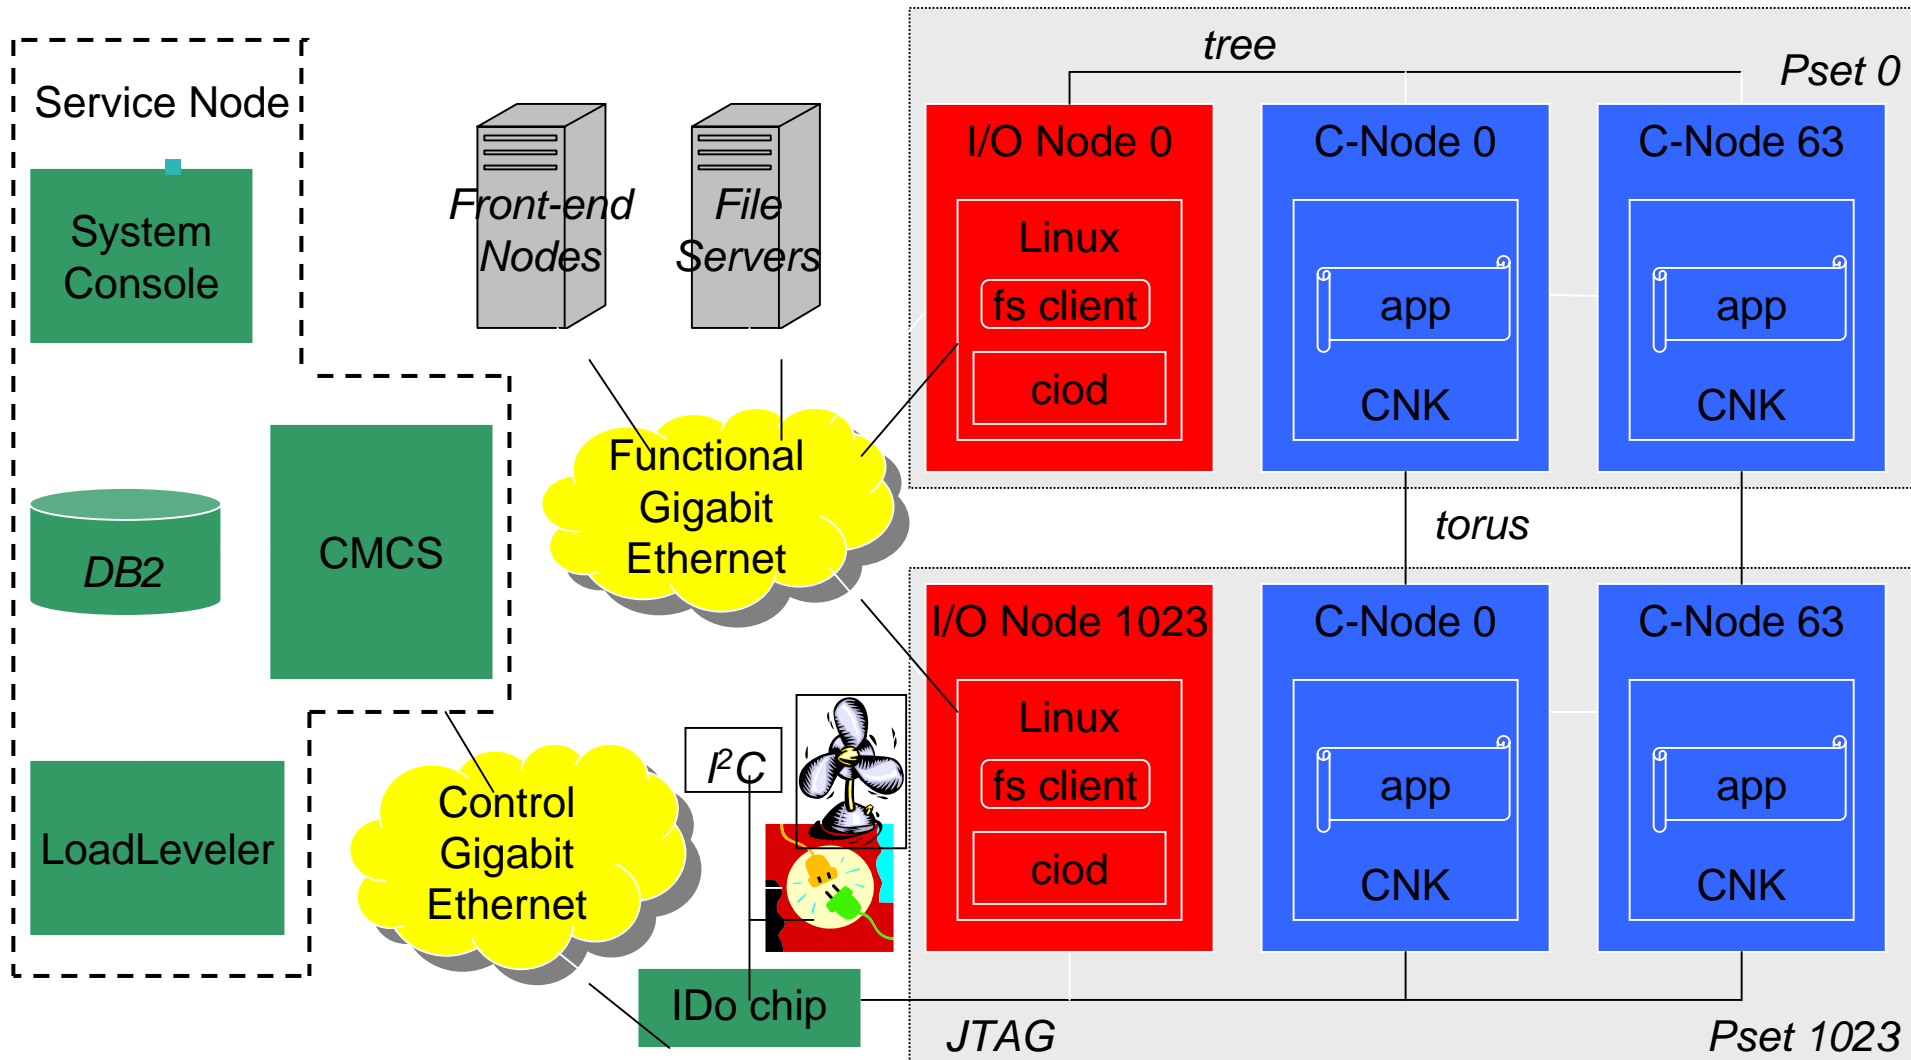 Service Node
System
Console
DB2
CMCS
LoadLeveler
Front-end
Nodes
File
Servers
Functional
Gigabit
Ethernet
Control
Gigabit
Ethernet
I²C
IDo chip
tree
Pset 0
I/O Node 0
Linux
fs client
ciod
C-Node 0
app
CNK
C-Node 63
app
CNK
torus
I/O Node 1023
Linux
fs client
ciod
C-Node 0
app
CNK
C-Node 63
app
CNK
JTAG
Pset 1023